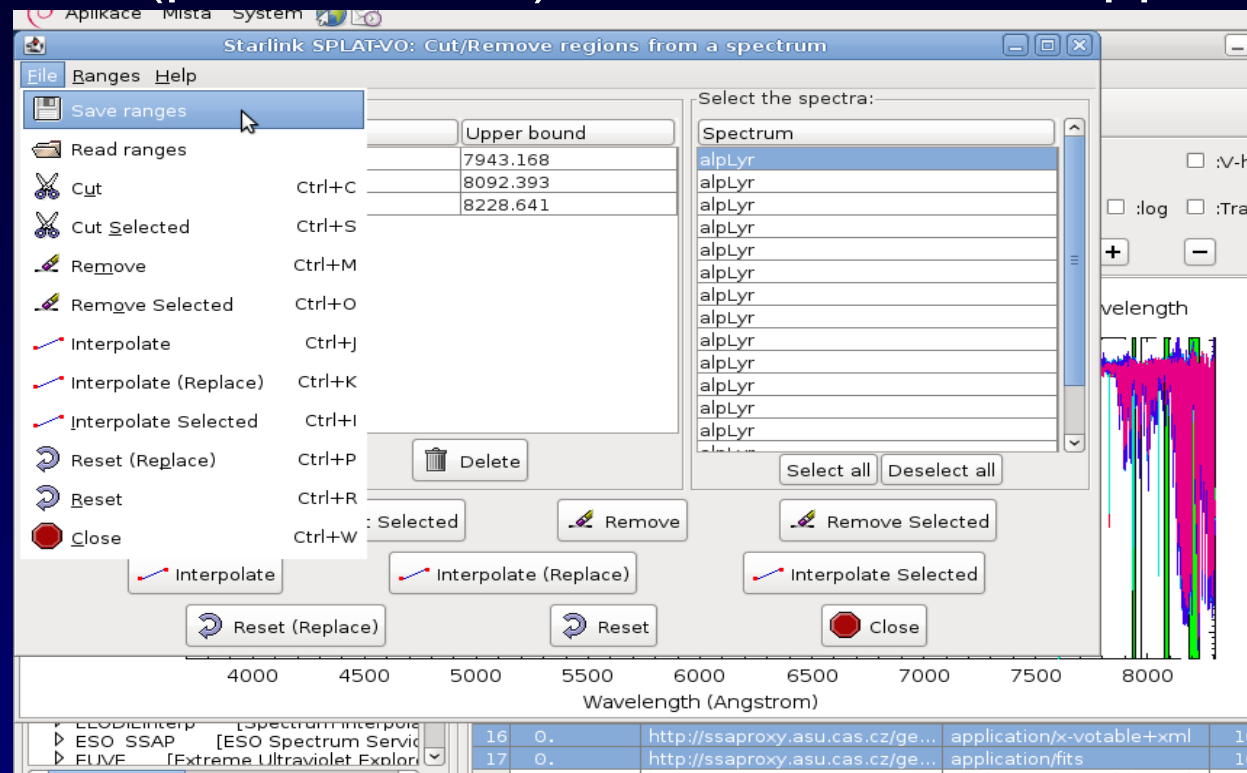 Aplikace Místa Systém
Starlink SPLAT-VO: Cut/Remove regions from a spectrum
File Ranges Help
Save ranges
Read ranges
Cut Ctrl+C
Cut Selected Ctrl+S
Remove Ctrl+M
Remove Selected Ctrl+O
Interpolate Ctrl+J
Interpolate (Replace) Ctrl+K
Interpolate Selected Ctrl+I
Reset (Replace) Ctrl+P
Reset Ctrl+R
Close Ctrl+W
Upper bound
7943.168
8092.393
8228.641
Delete
Select the spectra:
Spectrum
alpLyr
alpLyr
alpLyr
alpLyr
alpLyr
alpLyr
alpLyr
alpLyr
alpLyr
alpLyr
alpLyr
alpLyr
alpLyr
Select all Deselect all
Selected Remove Remove Selected
Interpolate Interpolate (Replace) Interpolate Selected
Reset (Replace) Reset Close
:log
+ −
4000 4500 5000 5500 6000 6500 7000 7500 8000
Wavelength (Angstrom)
ESO SSAP [ESO Spectrum
EUVE [Extreme Ultraviolet
16 0. http://ssaproxy.asu.cas.cz/ge... application/x-votable+xml
17 0. http://ssaproxy.asu.cas.cz/ge... application/fits